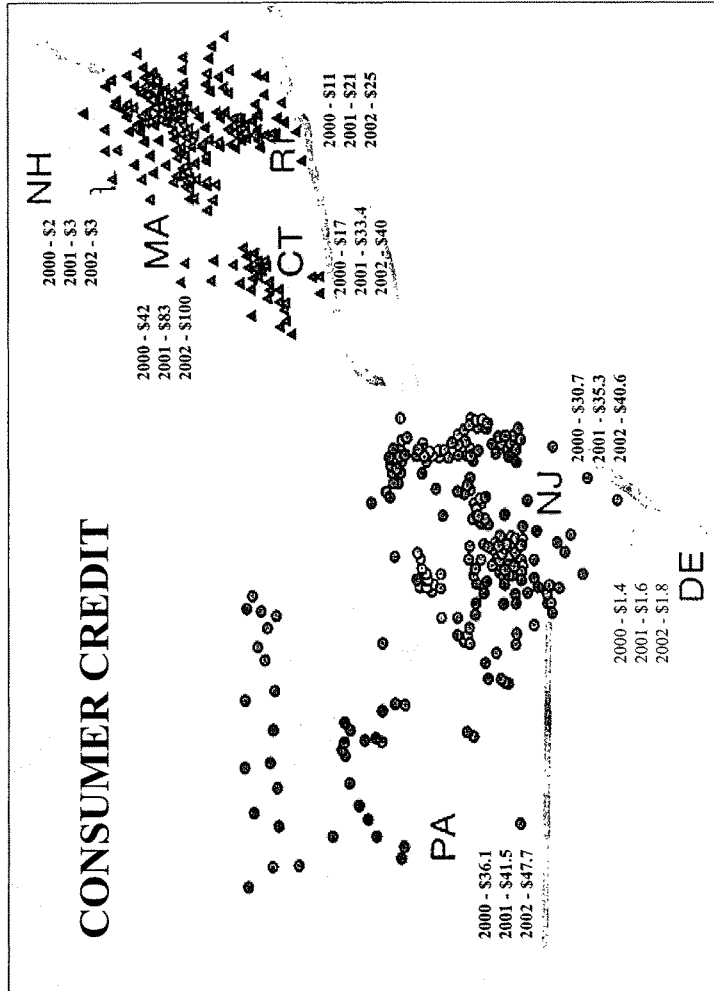 CONSUMER CREDIT
NH
2000 - $2
2001 - $3
2002 - $3
MA
2000 - $42
2001 - $83
2002 - $100
RI
2000 - $11
2001 - $21
2002 - $25
CT
2000 - $17
2001 - $33.4
2002 - $40
NJ
2000 - $30.7
2001 - $35.3
2002 - $40.6
DE
2000 - $1.4
2001 - $1.6
2002 - $1.8
PA
2000 - $36.1
2001 - $41.5
2002 - $47.7